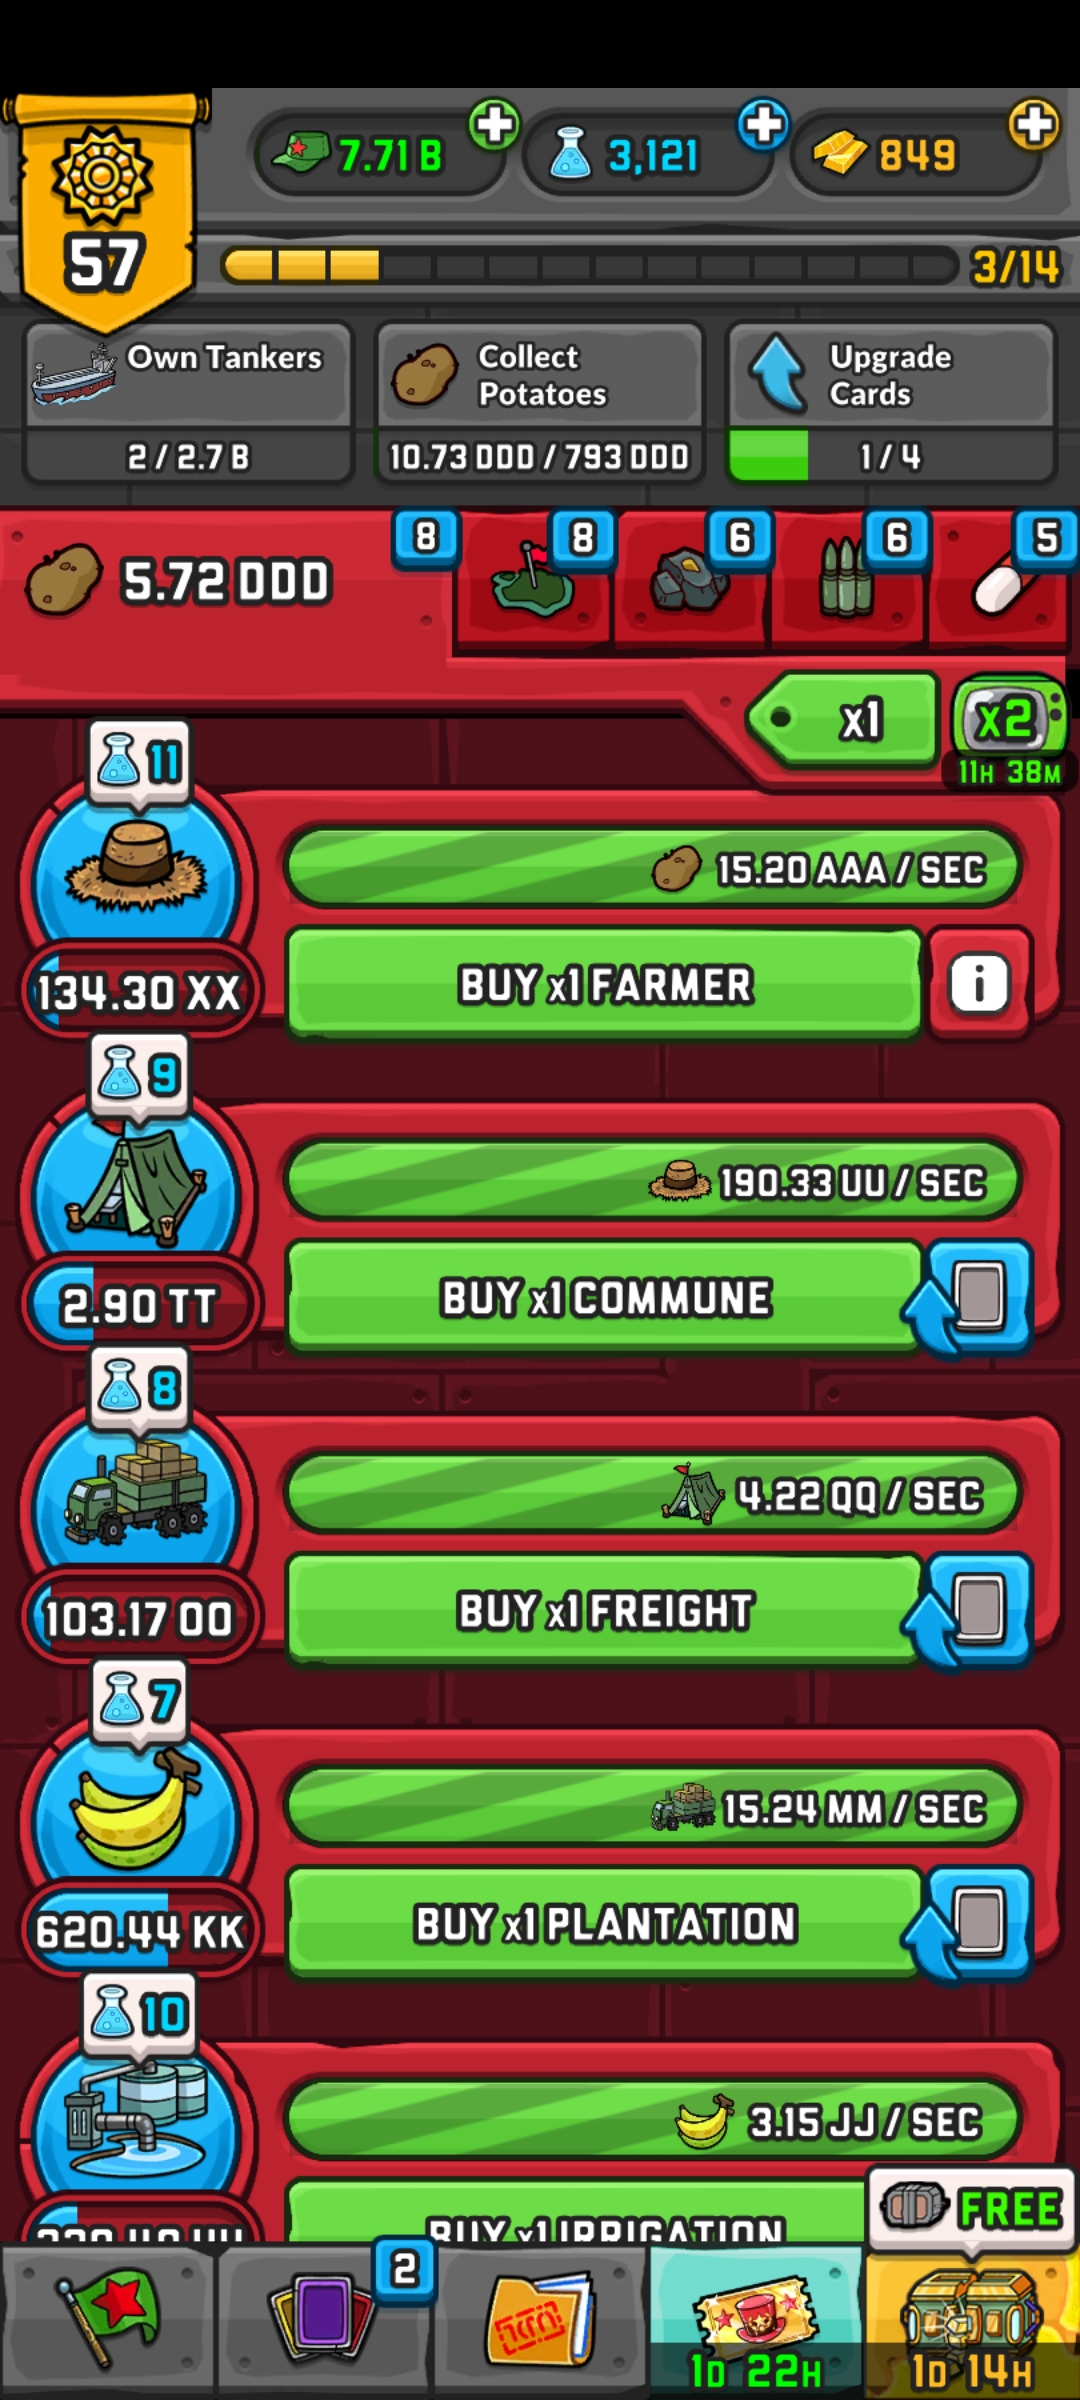 57
7.71 B
3,121
849
3/14
Own Tankers
2 / 2.7 B
Collect
Potatoes
10.73 DDD / 793 DDD
Upgrade
Cards
1 / 4
5.72 DDD
8
8
6
6
5
x1
x2
11H 38M
11
15.20 AAA / SEC
134.30 XX
BUY x1 FARMER
i
9
190.33 UU / SEC
2.90 TT
BUY x1 COMMUNE
8
4.22 QQ / SEC
103.17 OO
BUY x1 FREIGHT
7
15.24 MM / SEC
620.44 KK
BUY x1 PLANTATION
10
3.15 JJ / SEC
BUY x1 IRRIGATION
FREE
2
1D 22H
1D 14H